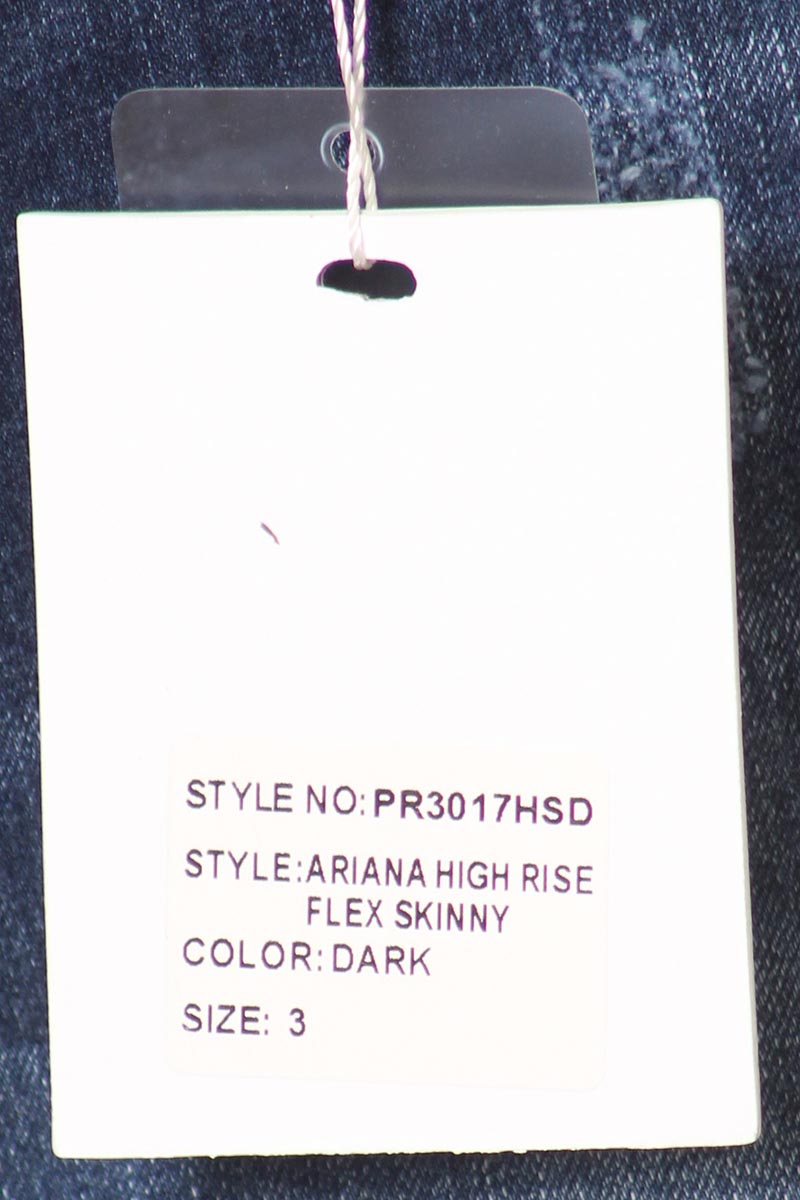 STYLE NO: PR3017HSD
STYLE: ARIANA HIGH RISE
FLEX SKINNY
COLOR: DARK
SIZE: 3